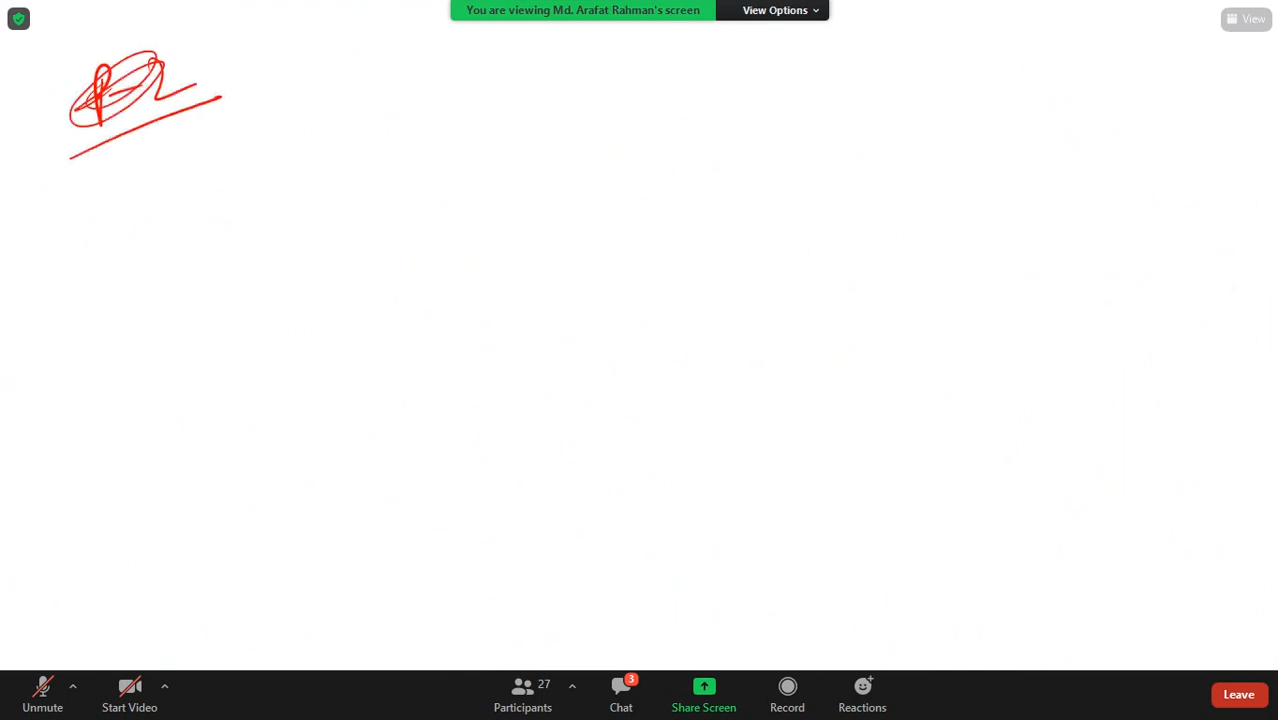 You are viewing Md. Arafat Rahman's screen View Options
View
27
3
Unmute Start Video Participants Chat Share Screen Record Reactions Leave